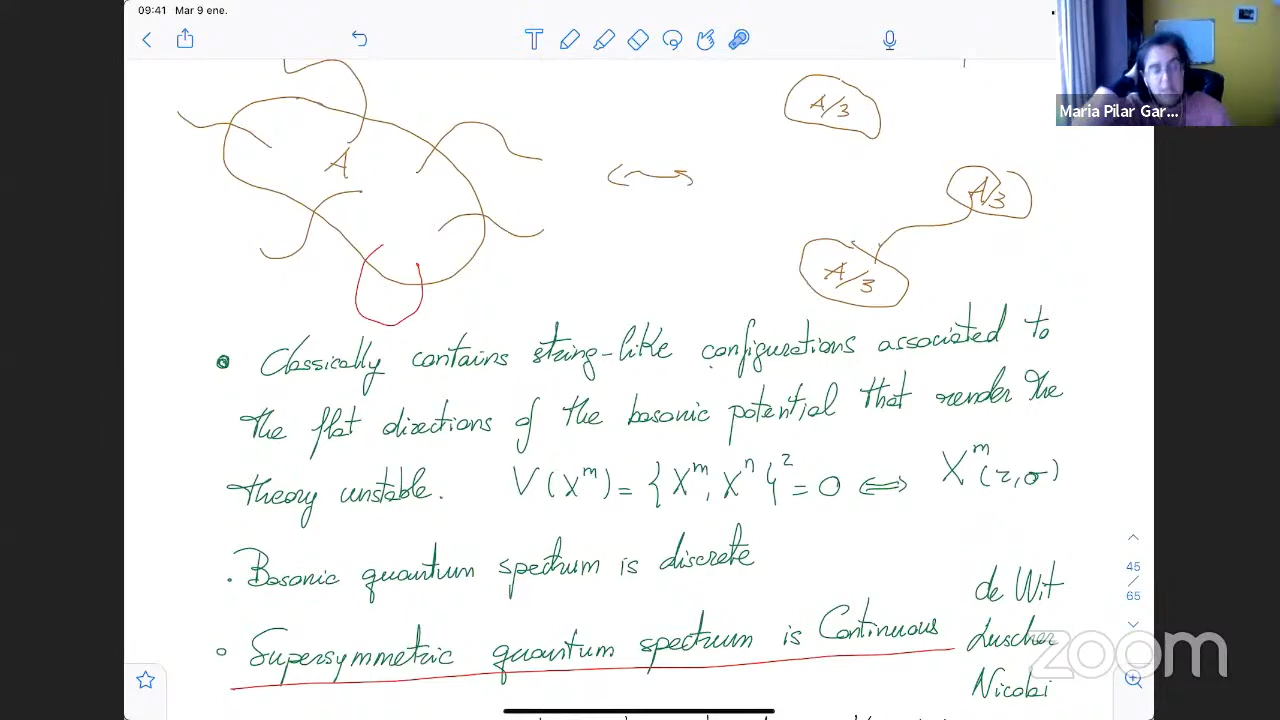 09:41 Mar 9 ene.
Maria Pilar Gar...
A
A/3
A/3
A/3
• Classically contains string-like configurations associated to
the flat directions of the bosonic potential that render the
theory unstable. V(X^m) = {X^m, X^n}^2 = 0 ⟺ X^m(τ,σ)
. Bosonic quantum spectrum is discrete
◦ Supersymmetric quantum spectrum is Continuous
de Wit
Luscher
Nicolai
45
/
65
zoom